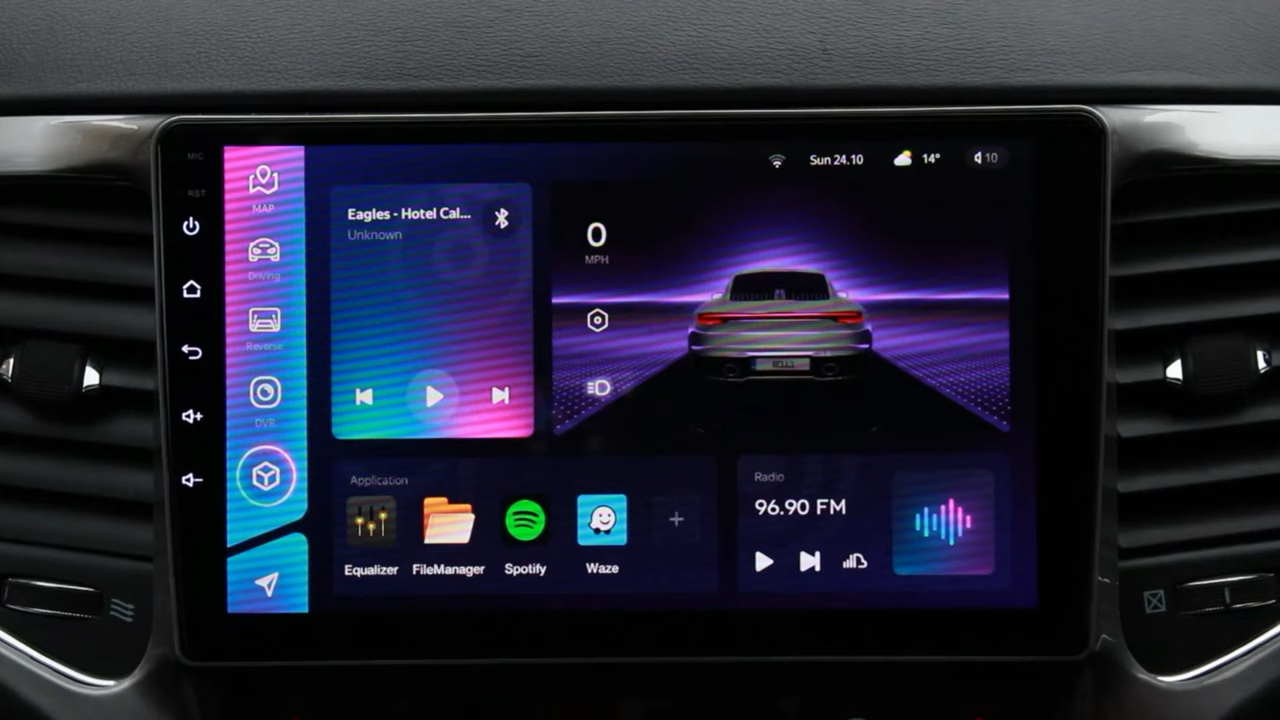 MIC
RST
MAP
Driving
Reverse
DVR
Sun 24.10
14°
10
Eagles - Hotel Cal...
Unknown
0
MPH
Application
Equalizer
FileManager
Spotify
Waze
+
Radio
96.90 FM